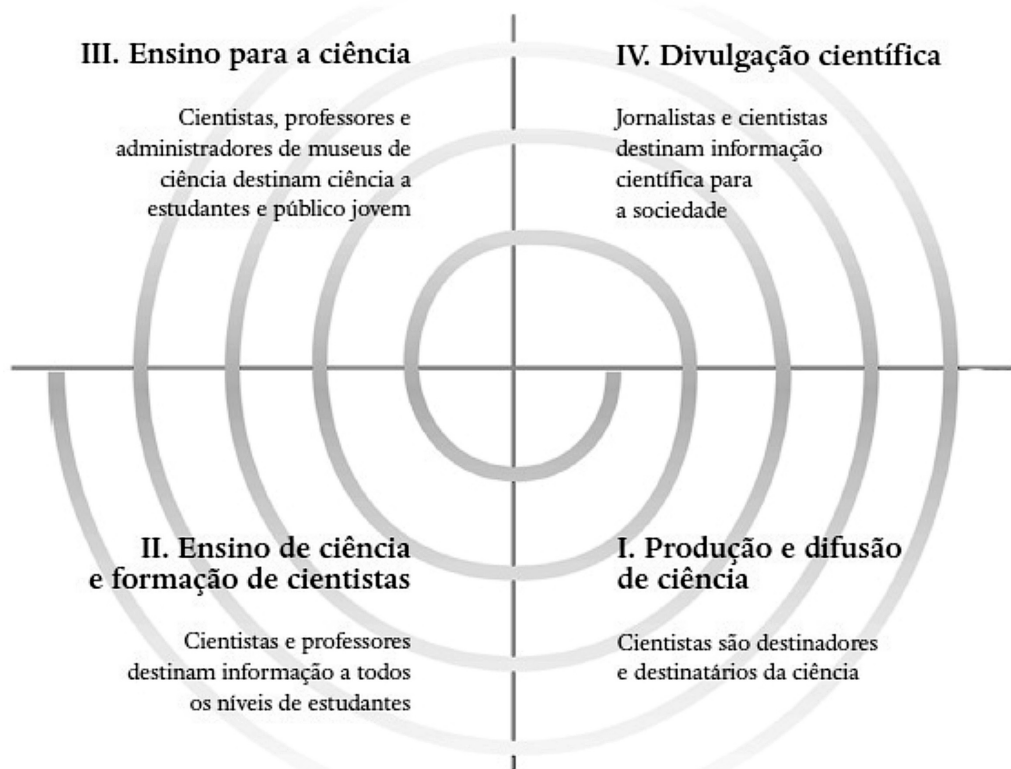 III. Ensino para a ciência
Cientistas, professores e
administradores de museus de
ciência destinam ciência a
estudantes e público jovem
IV. Divulgação científica
Jornalistas e cientistas
destinam informação
científica para
a sociedade
II. Ensino de ciência
e formação de cientistas
Cientistas e professores
destinam informação a todos
os níveis de estudantes
I. Produção e difusão
de ciência
Cientistas são destinadores
e destinatários da ciência